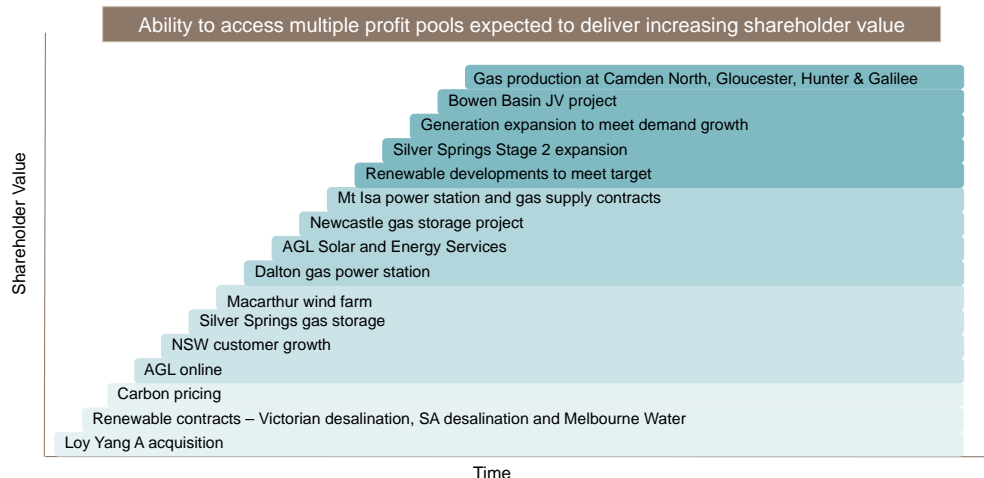 Ability to access multiple profit pools expected to deliver increasing shareholder value
Gas production at Camden North, Gloucester, Hunter & Galilee
Bowen Basin JV project
Generation expansion to meet demand growth
Silver Springs Stage 2 expansion
Renewable developments to meet target
Mt Isa power station and gas supply contracts
Newcastle gas storage project
AGL Solar and Energy Services
Dalton gas power station
Macarthur wind farm
Silver Springs gas storage
NSW customer growth
AGL online
Carbon pricing
Renewable contracts – Victorian desalination, SA desalination and Melbourne Water
Loy Yang A acquisition
Shareholder Value
Time